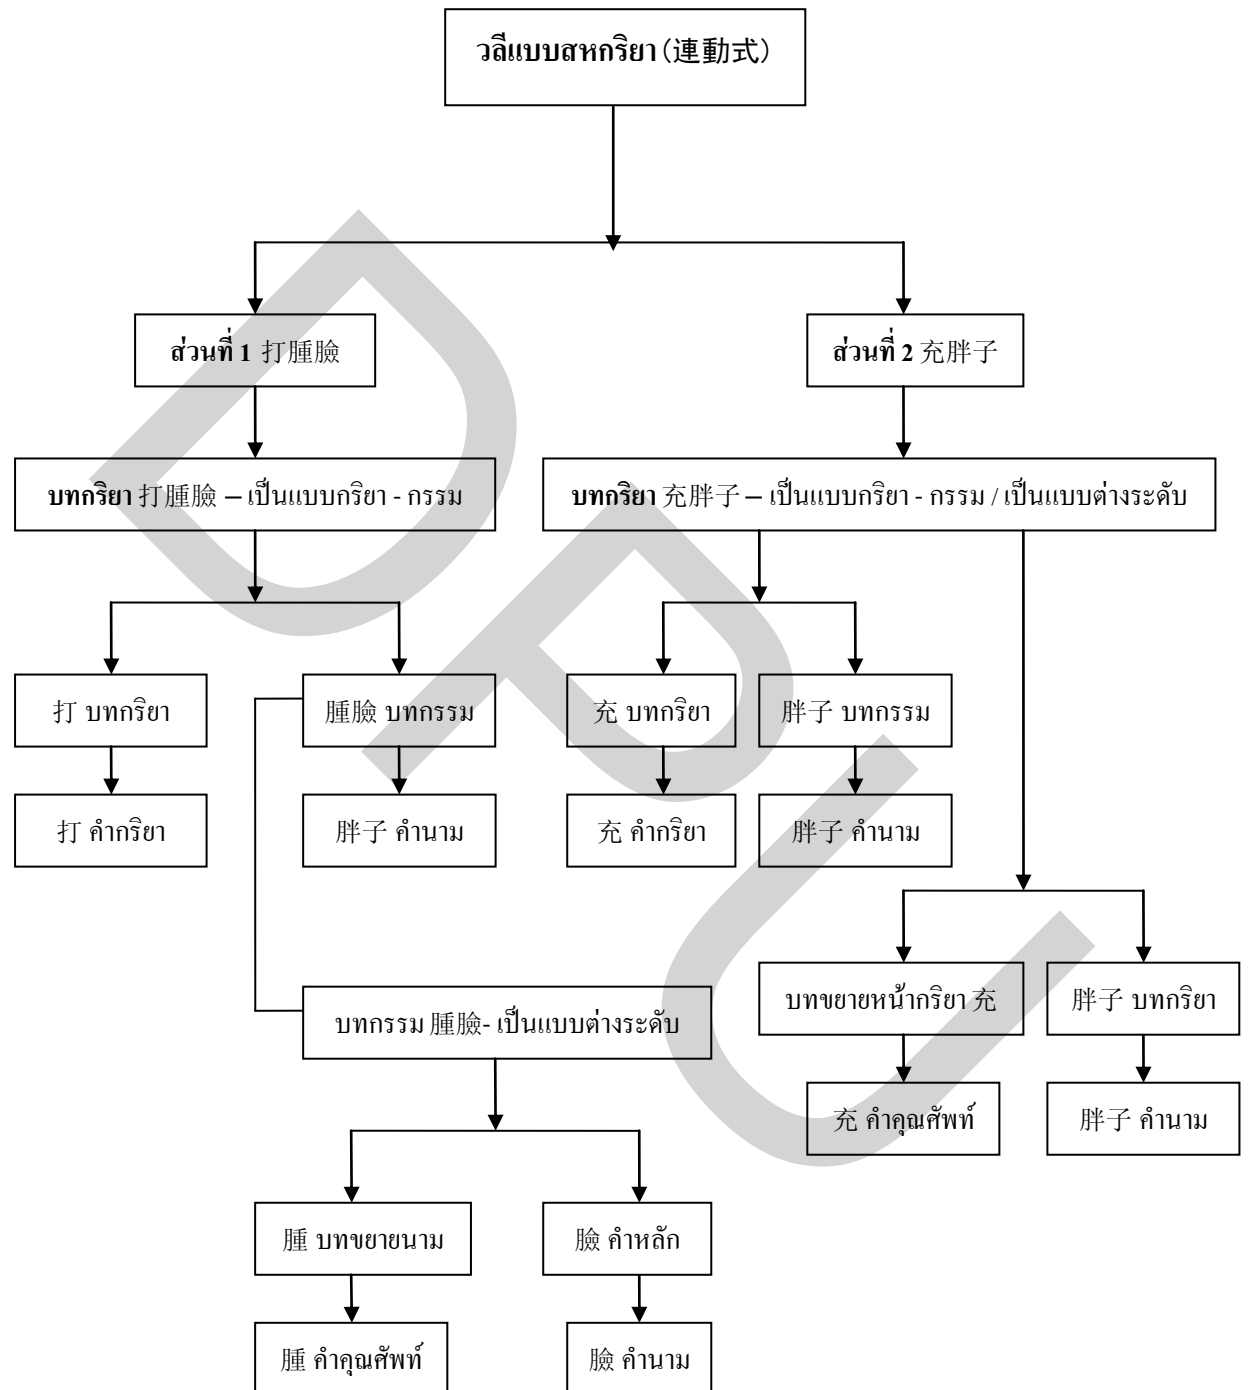 วลีแบบสหกริยา (連動式)
ส่วนที่ 1 打腫臉
ส่วนที่ 2 充胖子
บทกริยา 打腫臉 – เป็นแบบกริยา - กรรม
บทกริยา 充胖子 – เป็นแบบกริยา - กรรม / เป็นแบบต่างระดับ
打 บทกริยา
腫臉 บทกรรม
充 บทกริยา
胖子 บทกรรม
打 คำกริยา
胖子 คำนาม
充 คำกริยา
胖子 คำนาม
บทขยายหน้ากริยา 充
胖子 บทกริยา
บทกรรม 腫臉- เป็นแบบต่างระดับ
充 คำคุณศัพท์
胖子 คำนาม
腫 บทขยายนาม
臉 คำหลัก
腫 คำคุณศัพท์
臉 คำนาม
DPU